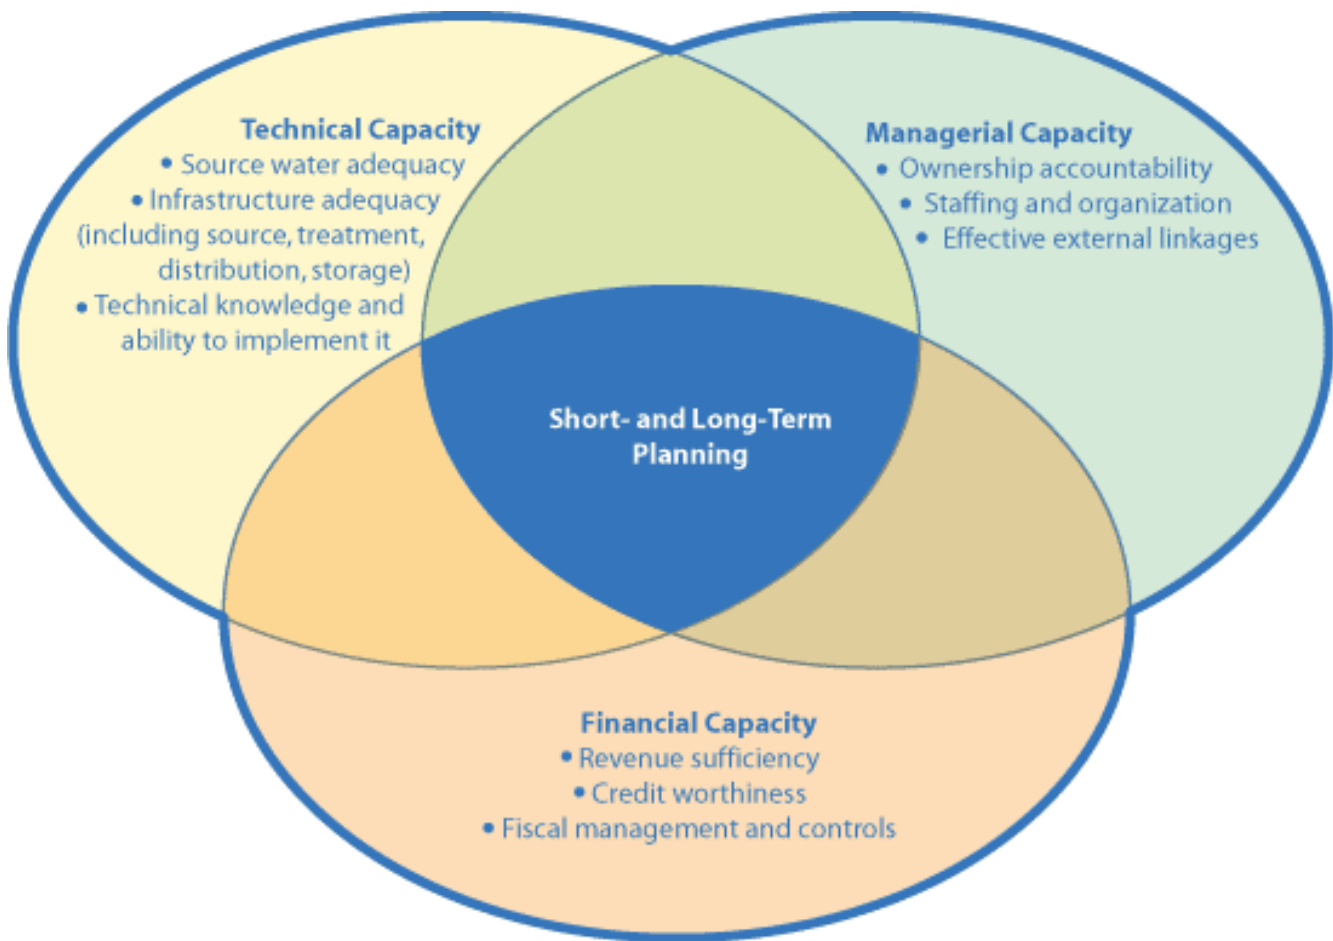 Technical Capacity
• Source water adequacy
• Infrastructure adequacy
(including source, treatment,
distribution, storage)
• Technical knowledge and
ability to implement it
Managerial Capacity
• Ownership accountability
• Staffing and organization
• Effective external linkages
Short- and Long-Term
Planning
Financial Capacity
• Revenue sufficiency
• Credit worthiness
• Fiscal management and controls